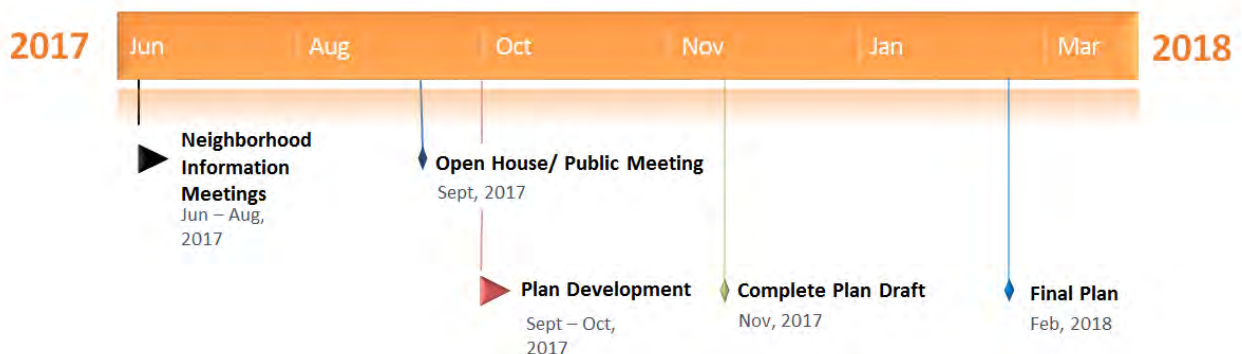 2017
Jun
Aug
Oct
Nov
Jan
Mar
2018
Neighborhood
Information
Meetings
Jun – Aug,
2017
Open House/ Public Meeting
Sept, 2017
Plan Development
Sept – Oct,
2017
Complete Plan Draft
Nov, 2017
Final Plan
Feb, 2018